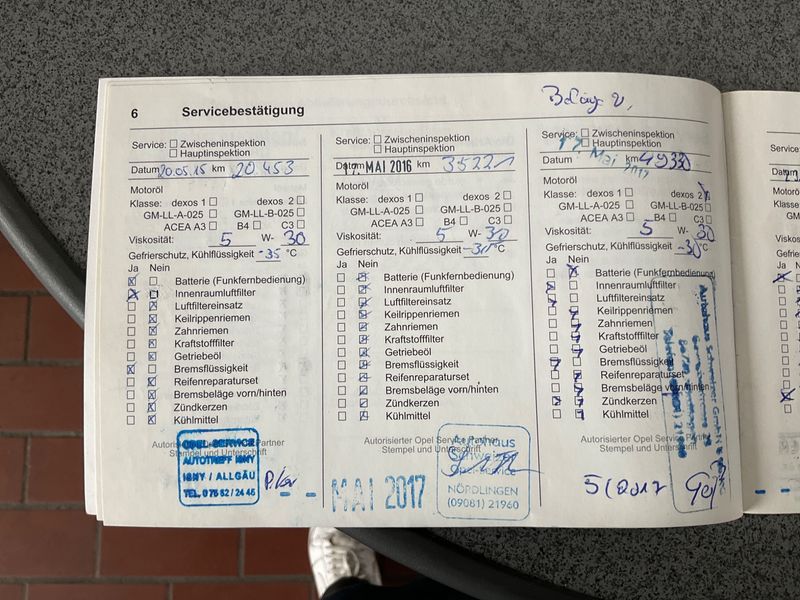 6 Servicebestätigung
Service: Zwischeninspektion
Hauptinspektion
Datum 20.05.15 km 20.453
Motoröl
Klasse: dexos 1 dexos 2
GM-LL-A-025 GM-LL-B-025
ACEA A3 B4 C3
Viskosität: 5 W- 30
Gefrierschutz, Kühlflüssigkeit -35 °C
Ja Nein
Batterie (Funkfernbedienung)
Innenraumluftfilter
Luftfiltereinsatz
Keilrippenriemen
Zahnriemen
Kraftstofffilter
Getriebeöl
Bremsflüssigkeit
Reifenreparaturset
Bremsbeläge vorn/hinten
Zündkerzen
Kühlmittel
Autorisierter Opel Service Partner
Stempel und Unterschrift
OPEL SERVICE
AUTOTREFF ISNY
ISNY / ALLGÄU
TEL. 0 75 62 / 24 45
Service: Zwischeninspektion
Hauptinspektion
Datum 17. MAI 2016 km 35221
Motoröl
Klasse: dexos 1 dexos 2
GM-LL-A-025 GM-LL-B-025
ACEA A3 B4 C3
Viskosität: 5 W- 30
Gefrierschutz, Kühlflüssigkeit -30 °C
Ja Nein
Batterie (Funkfernbedienung)
Innenraumluftfilter
Luftfiltereinsatz
Keilrippenriemen
Zahnriemen
Kraftstofffilter
Getriebeöl
Bremsflüssigkeit
Reifenreparaturset
Bremsbeläge vorn/hinten
Zündkerzen
Kühlmittel
Autorisierter Opel Service Partner
Stempel und Unterschrift
- - MAI 2017
Autohaus
NÖRDLINGEN
(09081) 21960
Service: Zwischeninspektion
Hauptinspektion
Datum 17. Mai 2017 km 49330
Motoröl
Klasse: dexos 1 dexos 2
GM-LL-A-025 GM-LL-B-025
ACEA A3 B4 C3
Viskosität: 5 W- 30
Gefrierschutz, Kühlflüssigkeit -30 °C
Ja Nein
Batterie (Funkfernbedienung)
Innenraumluftfilter
Luftfiltereinsatz
Keilrippenriemen
Zahnriemen
Kraftstofffilter
Getriebeöl
Bremsflüssigkeit
Reifenreparaturset
Bremsbeläge vorn/hinten
Zündkerzen
Kühlmittel
Autorisierter Opel Service Partner
Stempel und Unterschrift
Autohaus
5/2017